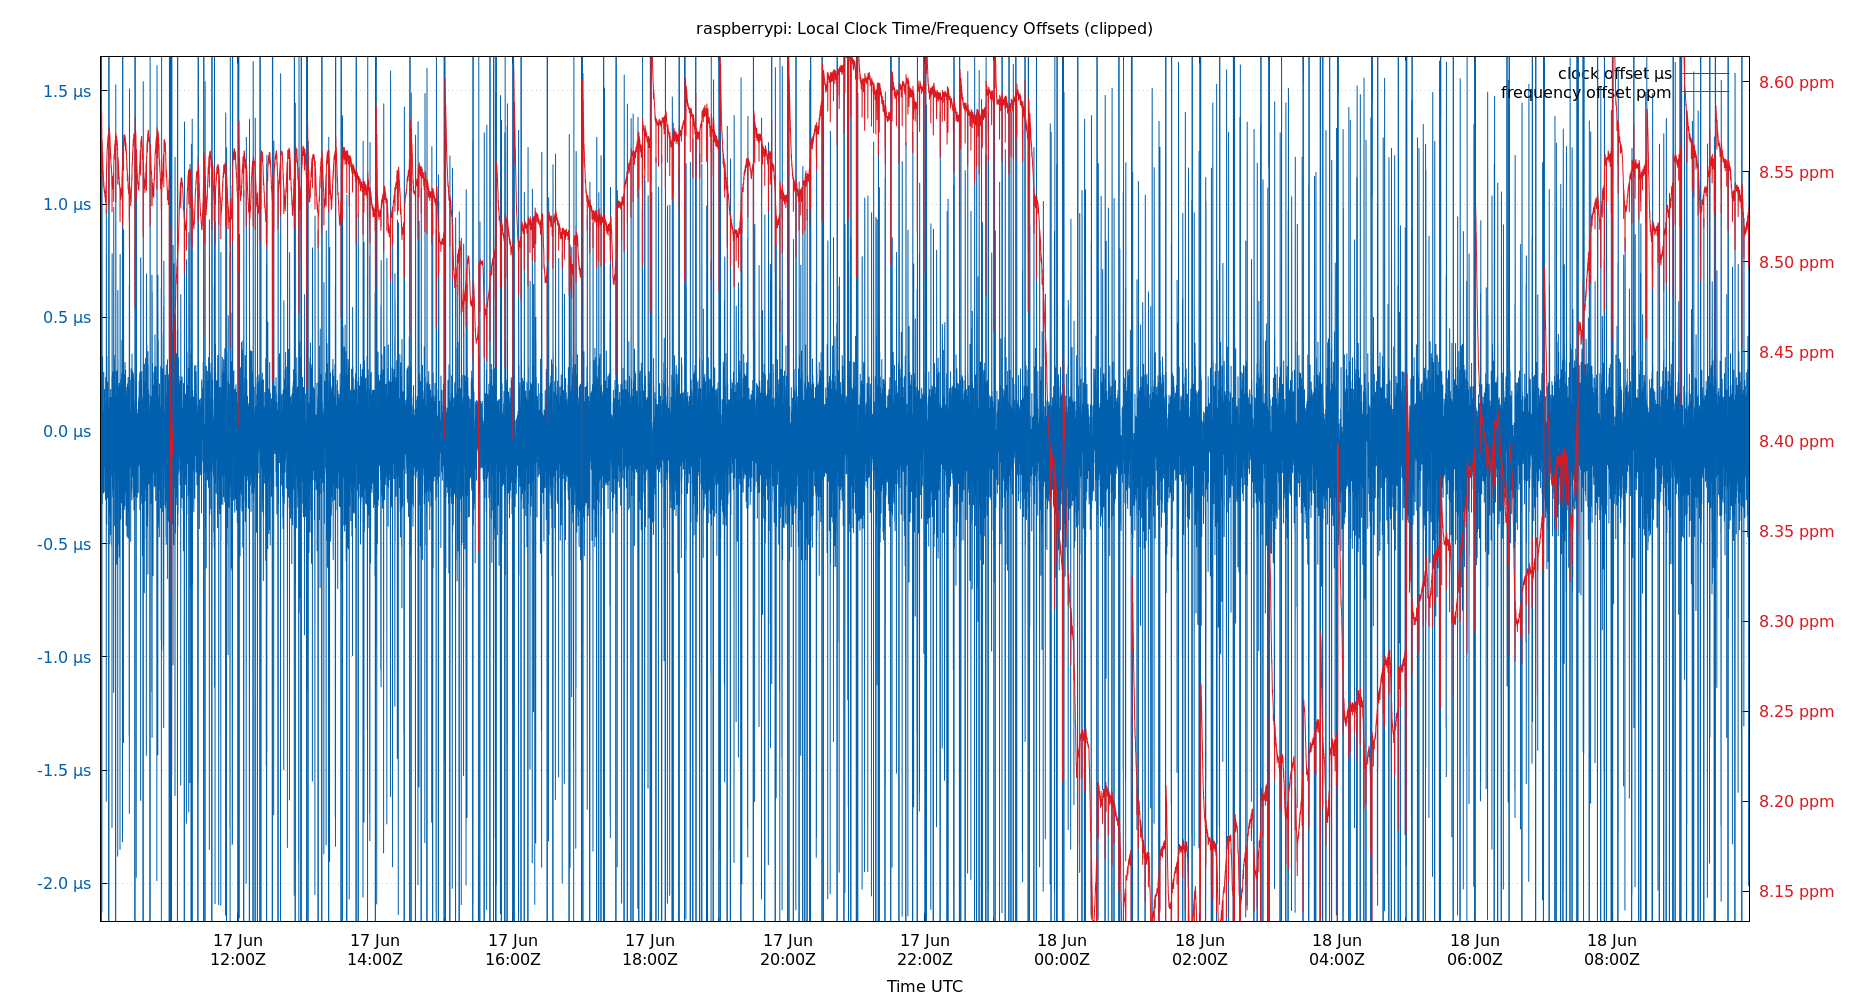 raspberrypi: Local Clock Time/Frequency Offsets (clipped)
clock offset µs
frequency offset ppm
1.5 µs
1.0 µs
0.5 µs
0.0 µs
-0.5 µs
-1.0 µs
-1.5 µs
-2.0 µs
8.60 ppm
8.55 ppm
8.50 ppm
8.45 ppm
8.40 ppm
8.35 ppm
8.30 ppm
8.25 ppm
8.20 ppm
8.15 ppm
17 Jun 17 Jun 17 Jun 17 Jun 17 Jun 17 Jun 18 Jun 18 Jun 18 Jun 18 Jun 18 Jun
12:00Z 14:00Z 16:00Z 18:00Z 20:00Z 22:00Z 00:00Z 02:00Z 04:00Z 06:00Z 08:00Z
Time UTC